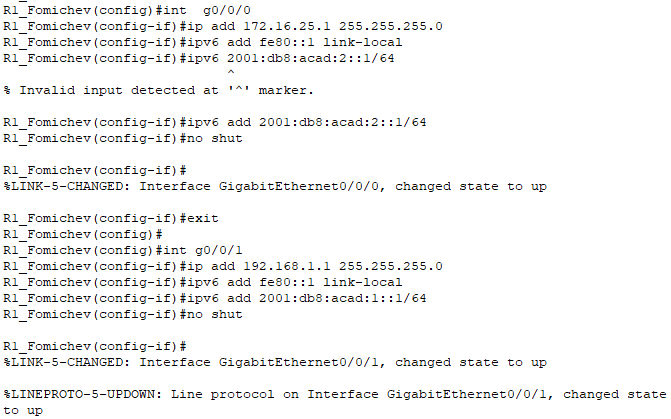 R1_Fomichev(config)#int  g0/0/0
R1_Fomichev(config-if)#ip add 172.16.25.1 255.255.255.0
R1_Fomichev(config-if)#ipv6 add fe80::1 link-local
R1_Fomichev(config-if)#ipv6 2001:db8:acad:2::1/64
                            ^
% Invalid input detected at '^' marker.

R1_Fomichev(config-if)#ipv6 add 2001:db8:acad:2::1/64
R1_Fomichev(config-if)#no shut

R1_Fomichev(config-if)#
%LINK-5-CHANGED: Interface GigabitEthernet0/0/0, changed state to up

R1_Fomichev(config-if)#exit
R1_Fomichev(config)#
R1_Fomichev(config)#int g0/0/1
R1_Fomichev(config-if)#ip add 192.168.1.1 255.255.255.0
R1_Fomichev(config-if)#ipv6 add fe80::1 link-local
R1_Fomichev(config-if)#ipv6 add 2001:db8:acad:1::1/64
R1_Fomichev(config-if)#no shut

R1_Fomichev(config-if)#
%LINK-5-CHANGED: Interface GigabitEthernet0/0/1, changed state to up

%LINEPROTO-5-UPDOWN: Line protocol on Interface GigabitEthernet0/0/1, changed state
to up